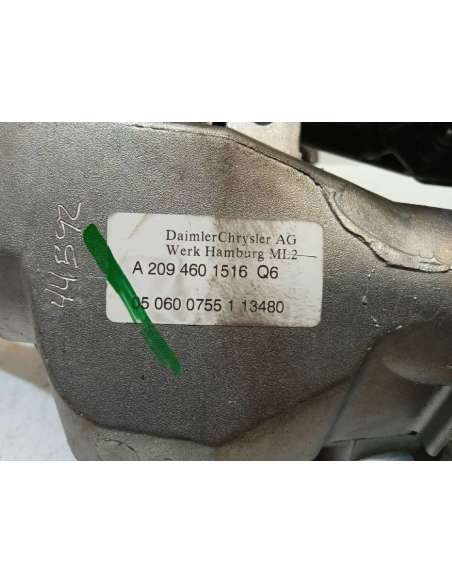 DaimlerChrysler AG
Werk Hamburg ML2
A 209 460 1516 Q6
05 060 0755 1 13480
44592